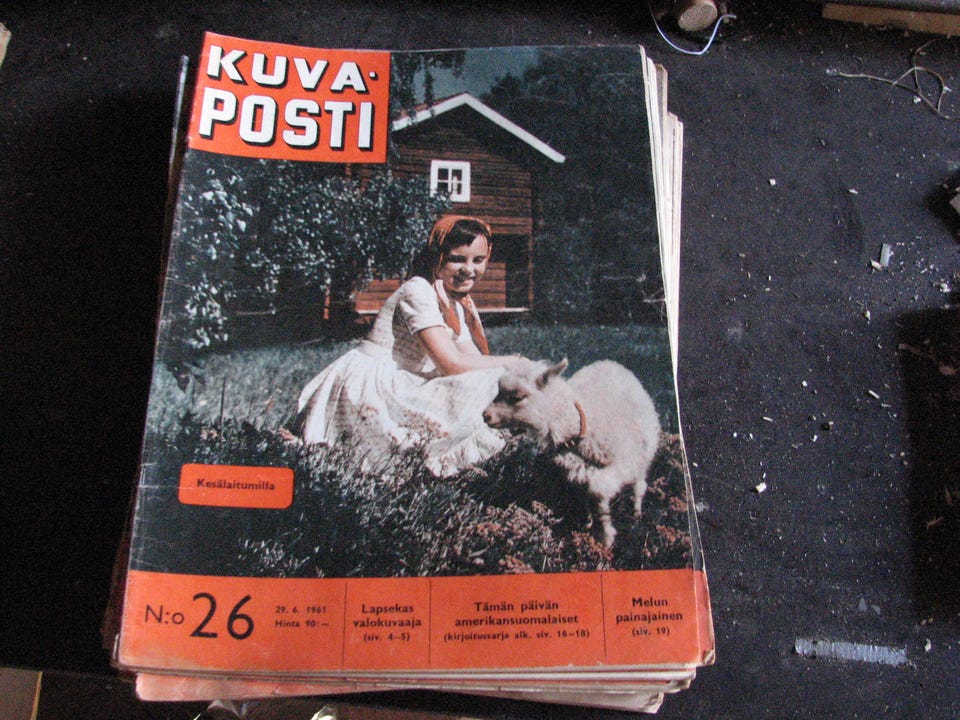 KUVA-
POSTI
Kesälaitumilla
N:o 26
29. 6. 1961
Hinta 90:—
Lapsekas
valokuvaaja
(siv. 4—5)
Tämän päivän
amerikansuomalaiset
(kirjoitussarja alk. siv. 16—18)
Melun
painajainen
(siv. 19)